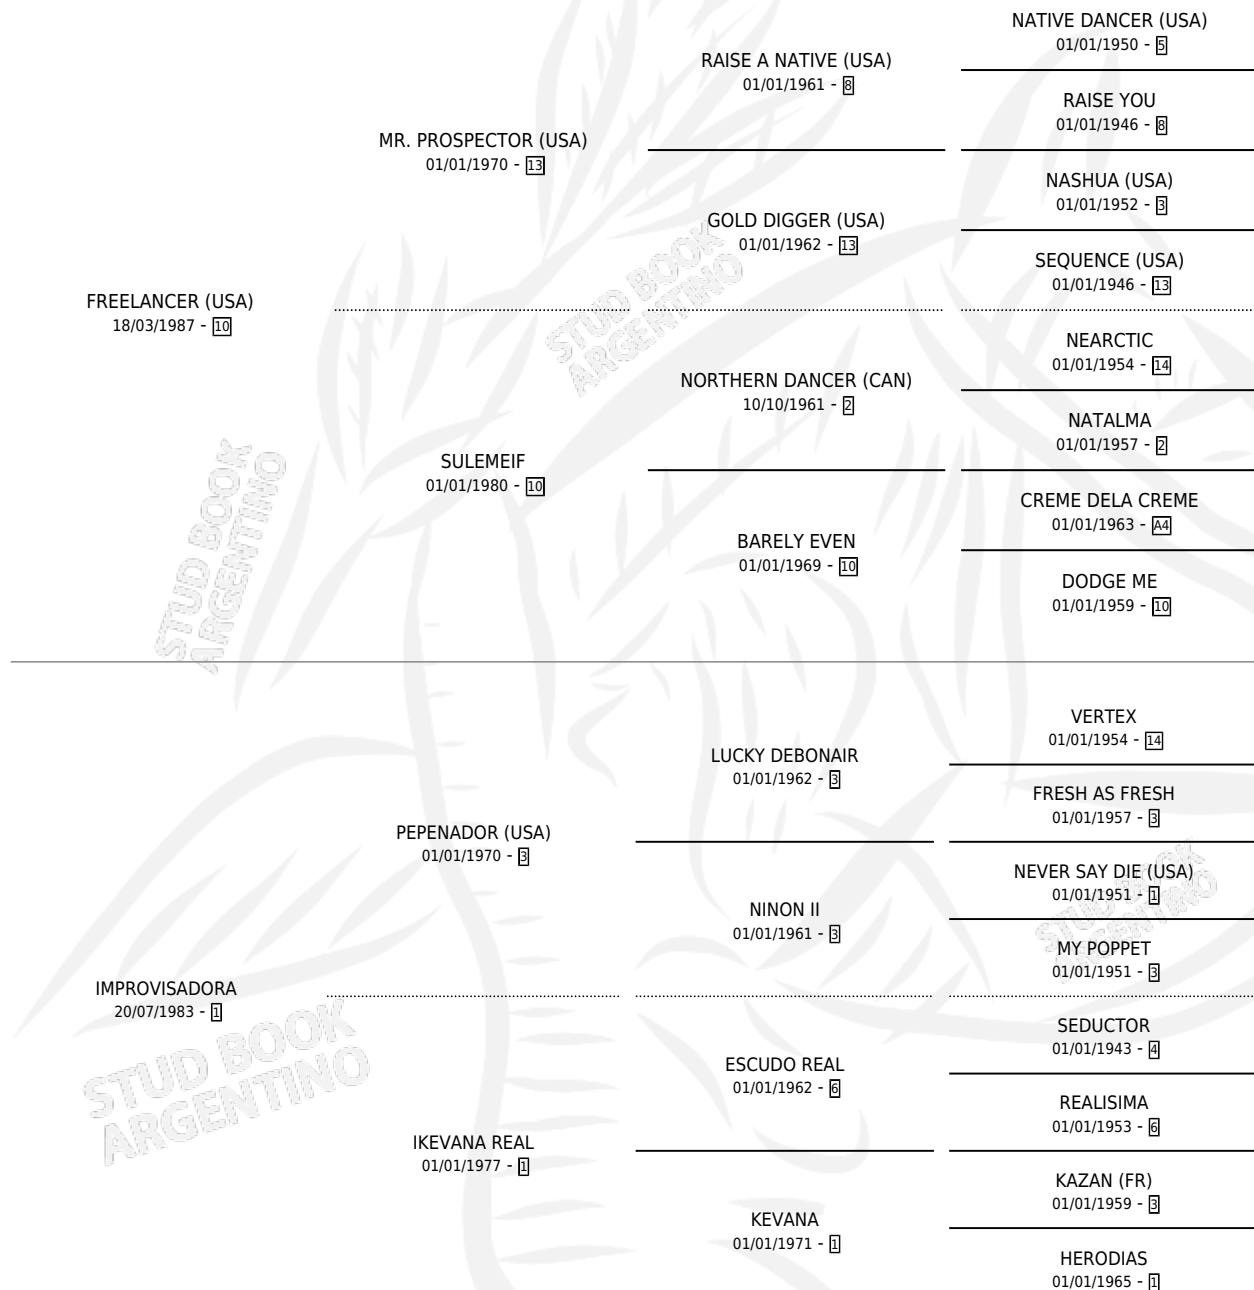 NATIVE DANCER (USA)
01/01/1950 - 5
RAISE A NATIVE (USA)
01/01/1961 - 8
RAISE YOU
01/01/1946 - 8
MR. PROSPECTOR (USA)
01/01/1970 - 13
NASHUA (USA)
01/01/1952 - 3
GOLD DIGGER (USA)
01/01/1962 - 13
SEQUENCE (USA)
01/01/1946 - 13
FREELANCER (USA)
18/03/1987 - 10
STUD BOOK
ARGENTINO
NEARCTIC
01/01/1954 - 14
NORTHERN DANCER (CAN)
10/10/1961 - 2
NATALMA
01/01/1957 - 2
SULEMEIF
01/01/1980 - 10
CREME DELA CREME
01/01/1963 - A4
BARELY EVEN
01/01/1969 - 10
DODGE ME
01/01/1959 - 10
STUD BOOK
ARGENTINO
VERTEX
01/01/1954 - 14
LUCKY DEBONAIR
01/01/1962 - 3
FRESH AS FRESH
01/01/1957 - 3
PEPENADOR (USA)
01/01/1970 - 3
NEVER SAY DIE (USA)
01/01/1951 - 1
NINON II
01/01/1961 - 3
MY POPPET
01/01/1951 - 3
STUD BOOK
ARGENTINO
IMPROVISADORA
20/07/1983 - 1
SEDUCTOR
01/01/1943 - 4
ESCUDO REAL
01/01/1962 - 6
REALISIMA
01/01/1953 - 6
STUD BOOK
ARGENTINO
IKEVANA REAL
01/01/1977 - 1
KAZAN (FR)
01/01/1959 - 3
KEVANA
01/01/1971 - 1
HERODIAS
01/01/1965 - 1